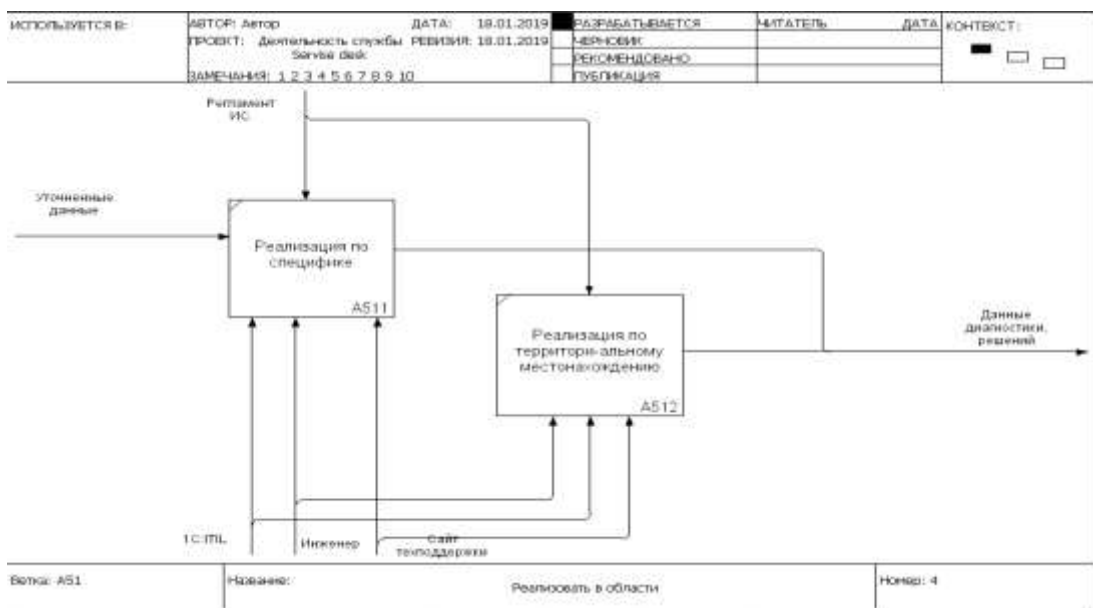 ИСПОЛЬЗУЕТСЯ В:
АВТОР: Автор ДАТА: 18.01.2019
ПРОЕКТ: Деятельность службы РЕВИЗИЯ: 18.01.2019
Servise desk
ЗАМЕЧАНИЯ: 1 2 3 4 5 6 7 8 9 10
РАЗРАБАТЫВАЕТСЯ
ЧЕРНОВИК
РЕКОМЕНДОВАНО
ПУБЛИКАЦИЯ
ЧИТАТЕЛЬ ДАТА
КОНТЕКСТ:
Регламент
ИС
Уточненные
данные
Реализация по
специфике
A511
Реализация по
территори-альному
местонахождению
A512
Данные
диагностики,
решений
1С:ITIL
Инженер
Сайт
техподдержки
Ветка: A51
Название:
Реализовать в области
Номер: 4